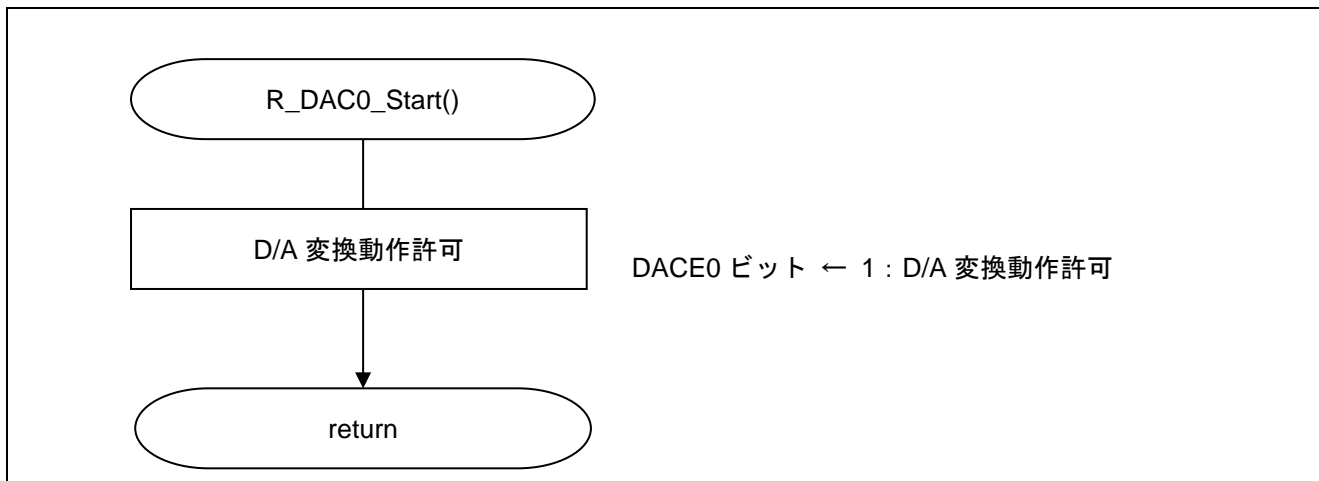 R_DAC0_Start()
D/A 変換動作許可
DACE0 ビット ← 1：D/A 変換動作許可
return